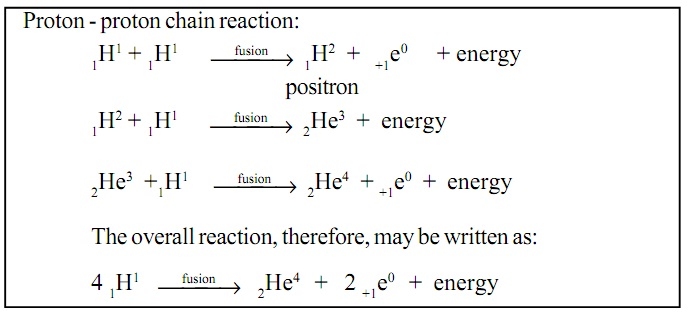 Proton - proton chain reaction:
₁H¹ + ₁H¹ fusion → ₁H² + ₊₁e⁰ + energy
positron
₁H² + ₁H¹ fusion → ₂He³ + energy
₂He³ + ₁H¹ fusion → ₂He⁴ + ₊₁e⁰ + energy
The overall reaction, therefore, may be written as:
4 ₁H¹ fusion → ₂He⁴ + 2 ₊₁e⁰ + energy